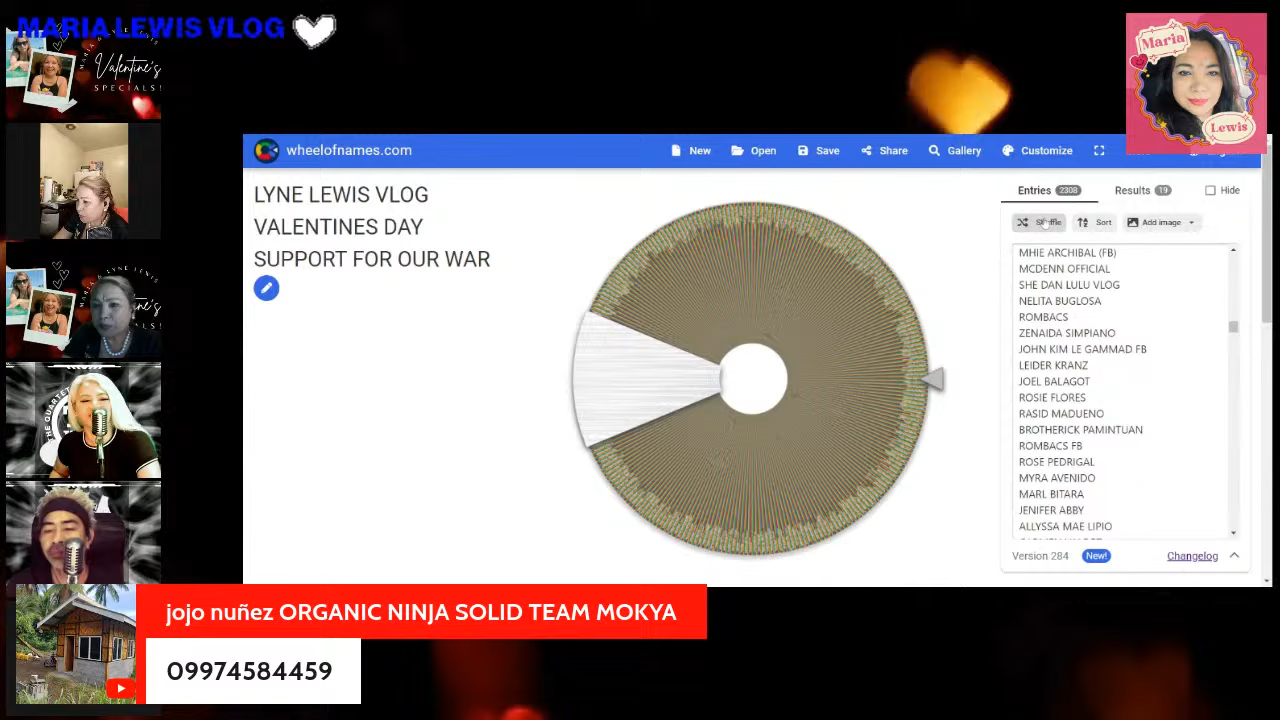 MARIA LEWIS VLOG
MARIA & LYNE LEWIS
Valentine's
SPECIALS!
Maria
Lewis
wheelofnames.com
New
Open
Save
Share
Gallery
Customize
LYNE LEWIS VLOG
VALENTINES DAY
SUPPORT FOR OUR WAR
Entries 2308
Results 19
Hide
Shuffle
Sort
Add image
MHIE ARCHIBAL (FB)
MCDENN OFFICIAL
SHE DAN LULU VLOG
NELITA BUGLOSA
ROMBACS
ZENAIDA SIMPIANO
JOHN KIM LE GAMMAD FB
LEIDER KRANZ
JOEL BALAGOT
ROSIE FLORES
RASID MADUENO
BROTHERICK PAMINTUAN
ROMBACS FB
ROSE PEDRIGAL
MYRA AVENIDO
MARL BITARA
JENIFER ABBY
ALLYSSA MAE LIPIO
Version 284
New!
Changelog
jojo nuñez ORGANIC NINJA SOLID TEAM MOKYA
09974584459